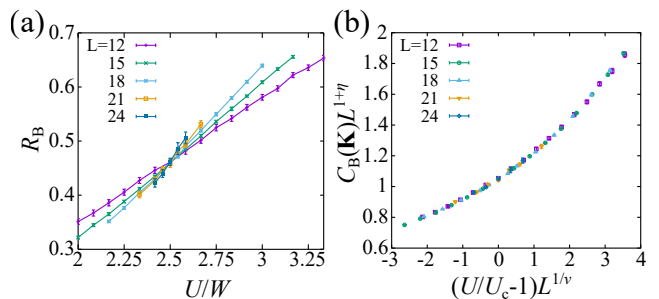 (a)
R_B
0.7
0.6
0.5
0.4
0.3
L=12
15
18
21
24
2 2.25 2.5 2.75 3 3.25
U/W
(b)
C_B(K)L^{1+η}
2
1.8
1.6
1.4
1.2
1
0.8
0.6
L=12
15
18
21
24
-3 -2 -1 0 1 2 3 4
(U/U_c-1)L^{1/ν}